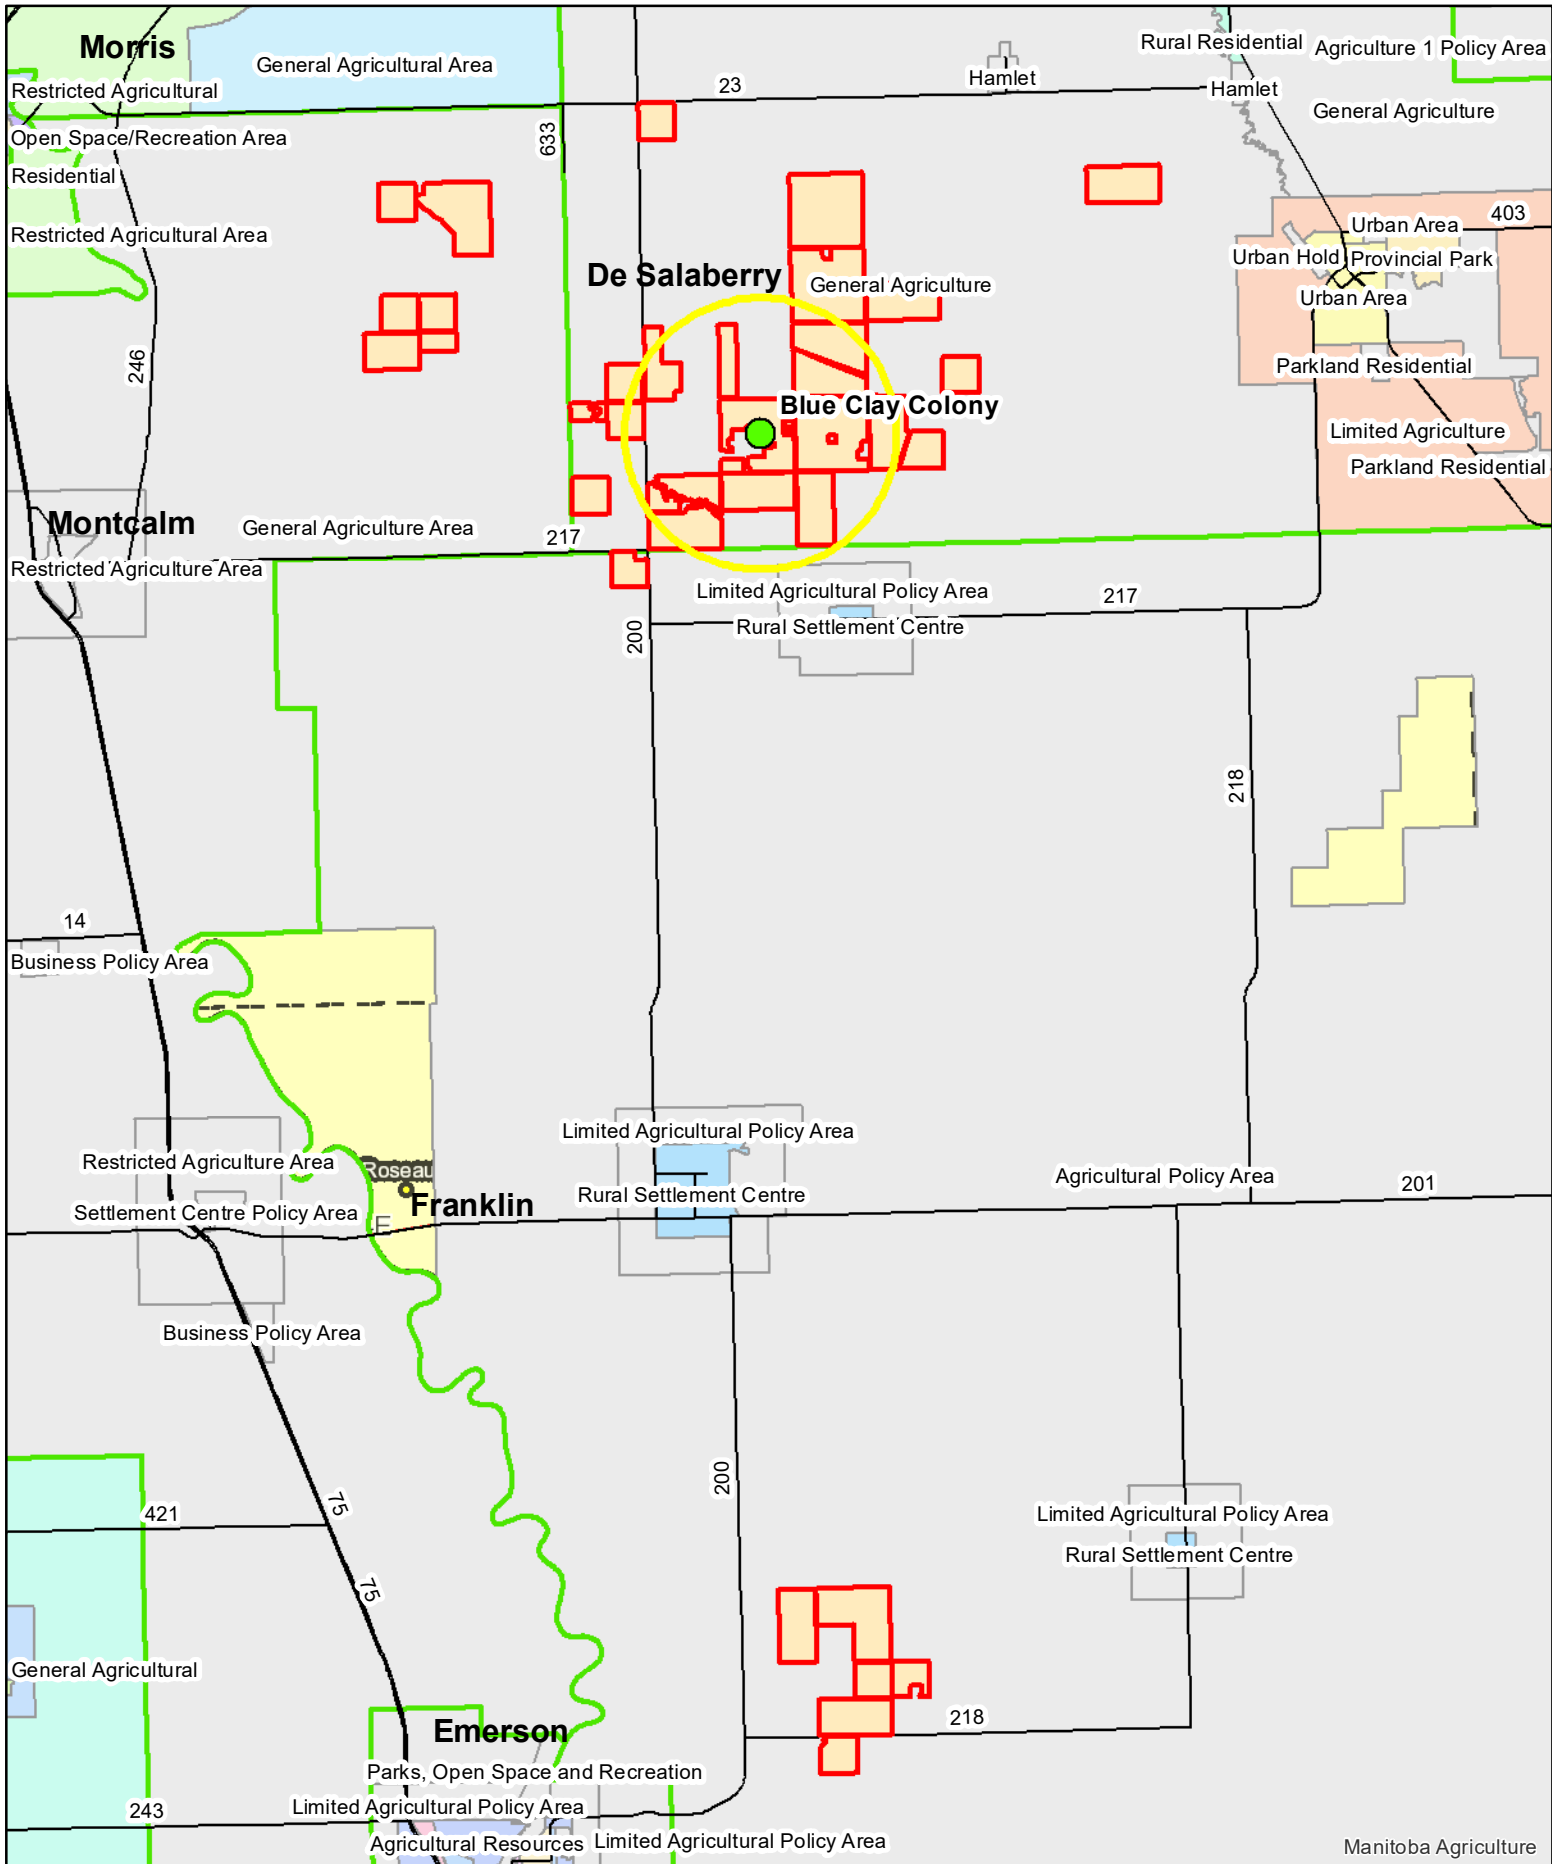 Morris
General Agricultural Area
Rural Residential
Agriculture 1 Policy Area
Restricted Agricultural
23
Hamlet
Hamlet
General Agriculture
Open Space/Recreation Area
633
Residential
Restricted Agricultural Area
403
Urban Area
Urban Hold
Provincial Park
De Salaberry
General Agriculture
Urban Area
246
Parkland Residential
Blue Clay Colony
Limited Agriculture
Parkland Residential
Montcalm
General Agriculture Area
217
Restricted Agriculture Area
Limited Agricultural Policy Area
217
Rural Settlement Centre
200
218
14
Business Policy Area
Limited Agricultural Policy Area
Restricted Agriculture Area
Roseau
Agricultural Policy Area
201
Rural Settlement Centre
Franklin
Settlement Centre Policy Area
E
Business Policy Area
200
75
421
Limited Agricultural Policy Area
Rural Settlement Centre
75
General Agricultural
218
Emerson
Parks, Open Space and Recreation
243
Limited Agricultural Policy Area
Agricultural Resources
Limited Agricultural Policy Area
Manitoba Agriculture